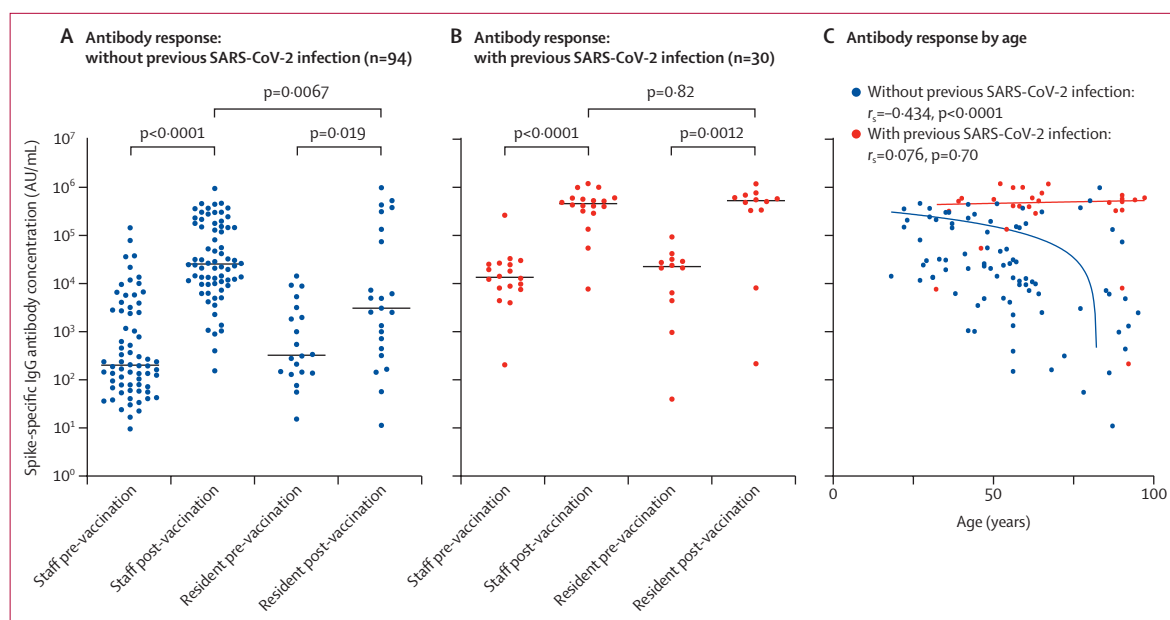 A Antibody response:
without previous SARS-CoV-2 infection (n=94)
B Antibody response:
with previous SARS-CoV-2 infection (n=30)
C Antibody response by age
p=0·0067
p<0·0001
p=0·019
p=0·82
p<0·0001
p=0·0012
Without previous SARS-CoV-2 infection:
rₛ=–0·434, p<0·0001
With previous SARS-CoV-2 infection:
rₛ=0·076, p=0·70
Spike-specific IgG antibody concentration (AU/mL)
10⁷
10⁶
10⁵
10⁴
10³
10²
10¹
10⁰
Staff pre-vaccination
Staff post-vaccination
Resident pre-vaccination
Resident post-vaccination
Staff pre-vaccination
Staff post-vaccination
Resident pre-vaccination
Resident post-vaccination
0 50 100
Age (years)